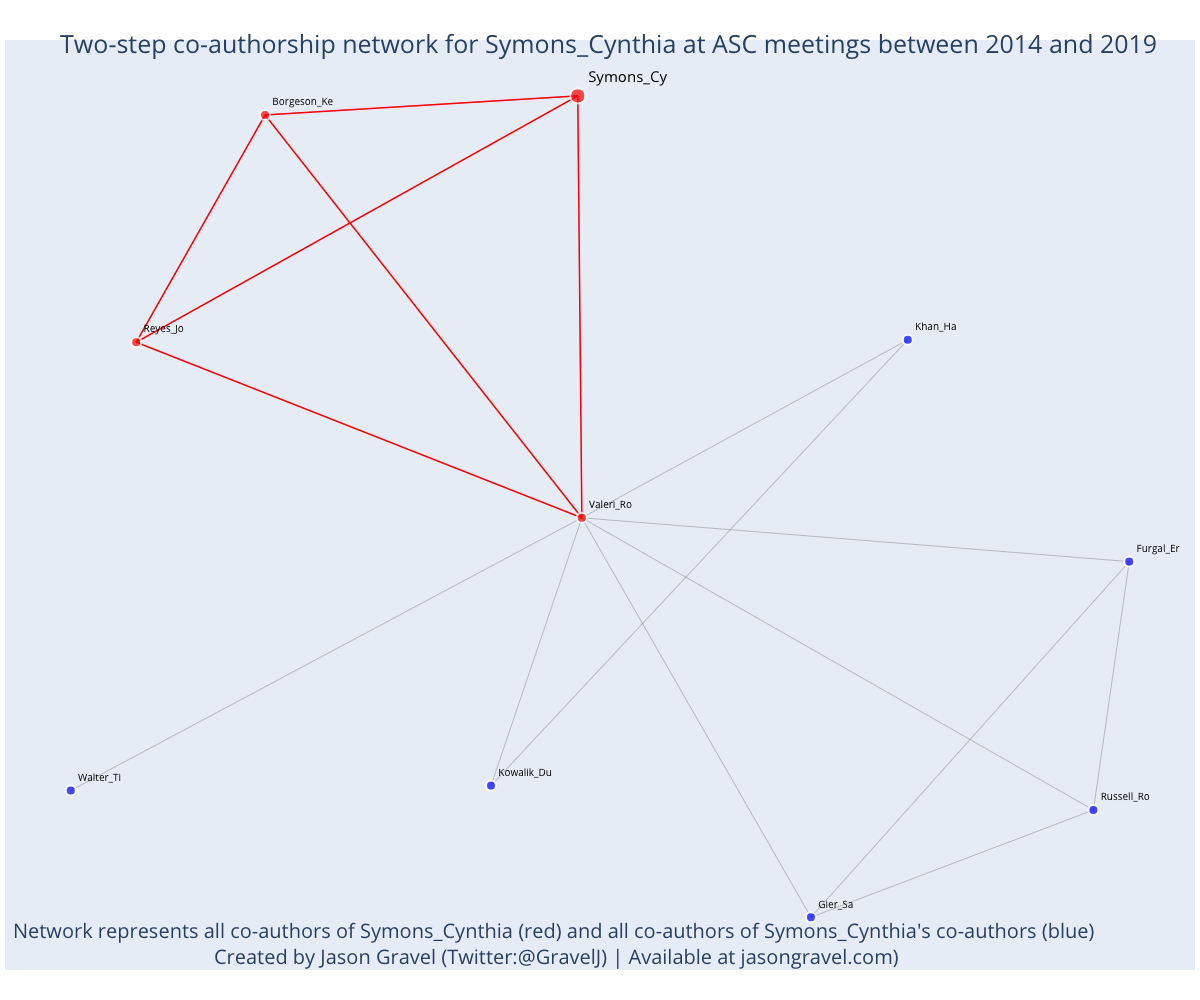 Two-step co-authorship network for Symons_Cynthia at ASC meetings between 2014 and 2019
Symons_Cy
Borgeson_Ke
Reyes_Jo
Khan_Ha
Valeri_Ro
Furgal_Er
Walter_Ti
Kowalik_Du
Russell_Ro
Gier_Sa
Network represents all co-authors of Symons_Cynthia (red) and all co-authors of Symons_Cynthia's co-authors (blue)
Created by Jason Gravel (Twitter:@GravelJ) | Available at jasongravel.com)